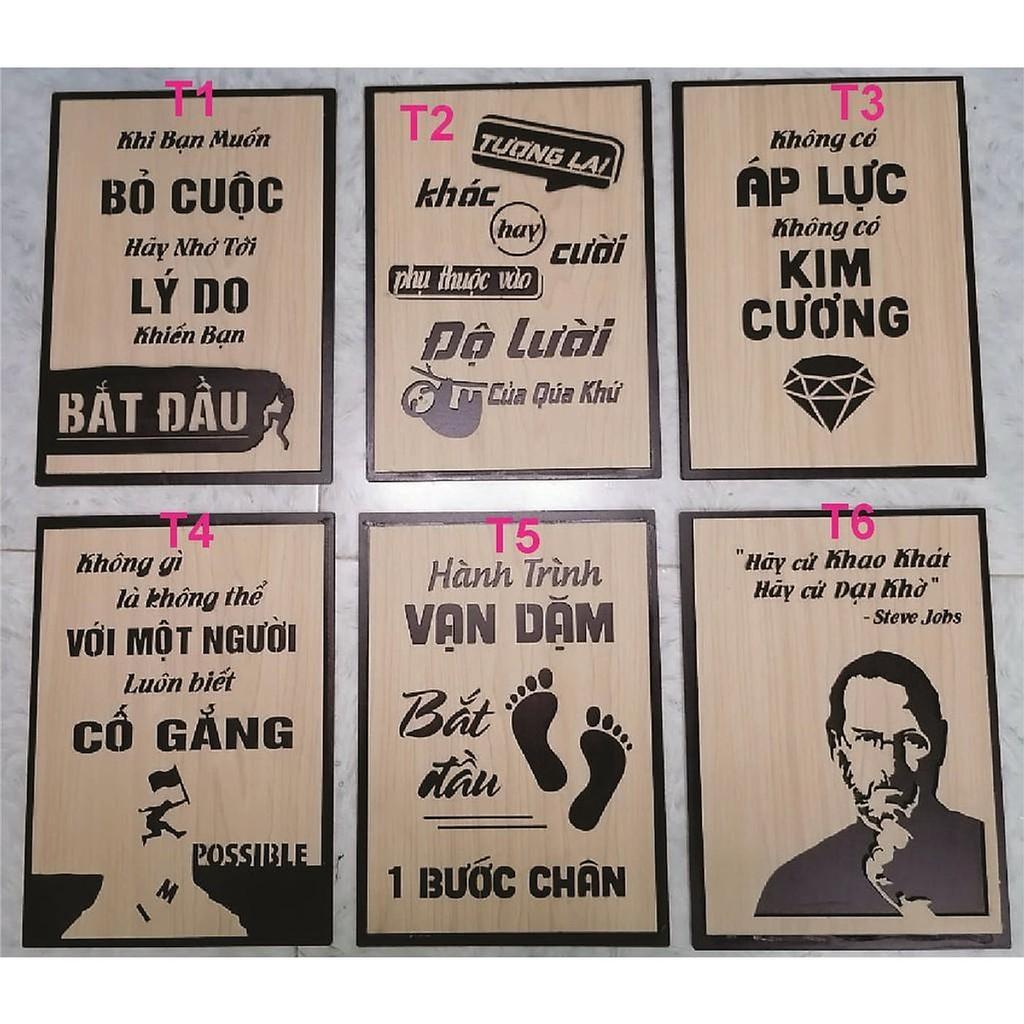 T1
Khi Bạn Muốn
BỎ CUỘC
Hãy Nhớ Tới
LÝ DO
Khiến Bạn
BẮT ĐẦU
T2
TƯƠNG LAI
khóc
hay
cười
phụ thuộc vào
Độ lười
Của Qúa Khứ
T3
Không có
ÁP LỰC
Không có
KIM
CƯƠNG
T4
Không gì
là không thể
VỚI MỘT NGƯỜI
Luôn biết
CỐ GẮNG
POSSIBLE
I M
T5
Hành Trình
VẠN DẶM
Bắt
đầu
1 BƯỚC CHÂN
T6
"Hãy cứ Khao Khát
Hãy cứ Dại Khờ"
- Steve Jobs